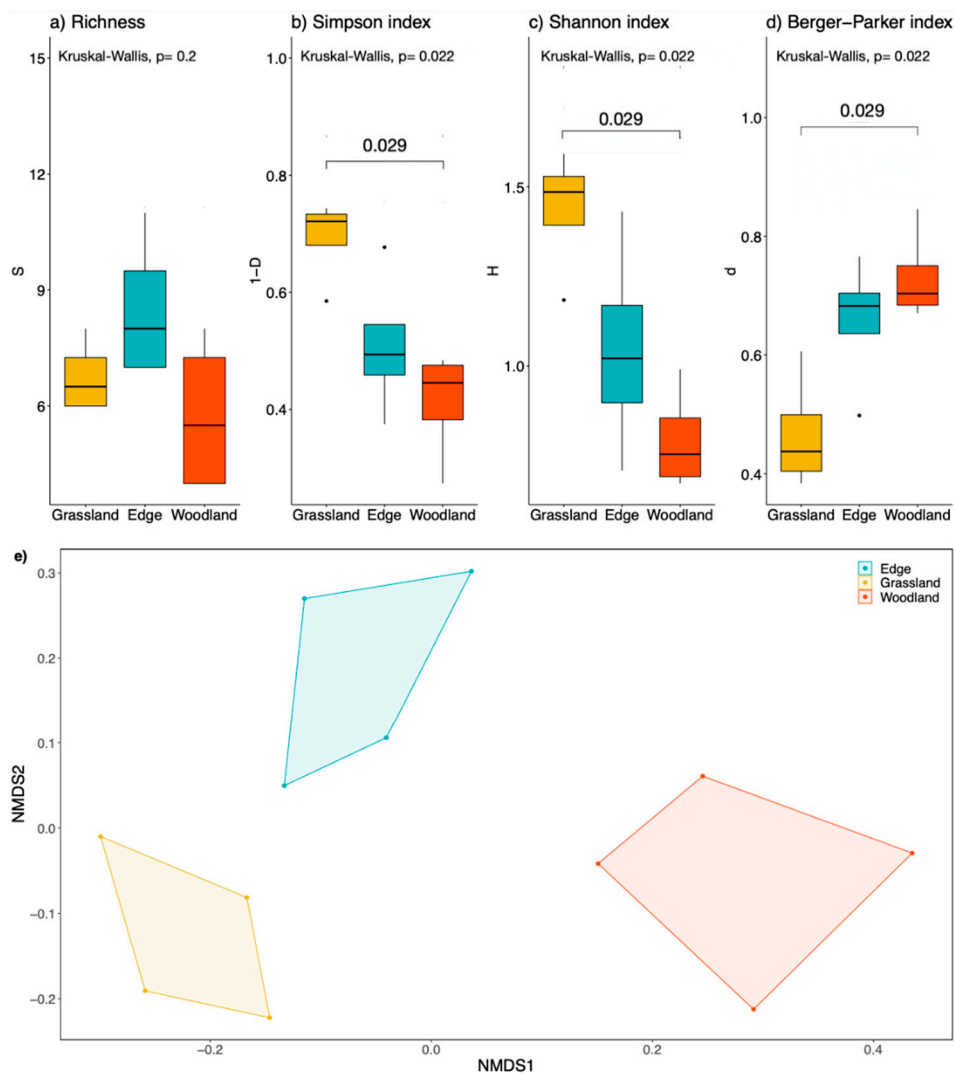 a) Richness
b) Simpson index
c) Shannon index
d) Berger−Parker index
Kruskal-Wallis, p= 0.2
Kruskal-Wallis, p= 0.022
Kruskal-Wallis, p= 0.022
Kruskal-Wallis, p= 0.022
15
12
9
6
S
Grassland Edge Woodland
1.0
0.8
0.6
0.4
1−D
0.029
Grassland Edge Woodland
1.5
1.0
H
0.029
Grassland Edge Woodland
1.0
0.8
0.6
0.4
d
0.029
Grassland Edge Woodland
e)
0.3
0.2
0.1
0.0
−0.1
−0.2
NMDS2
Edge
Grassland
Woodland
−0.2 0.0 0.2 0.4
NMDS1